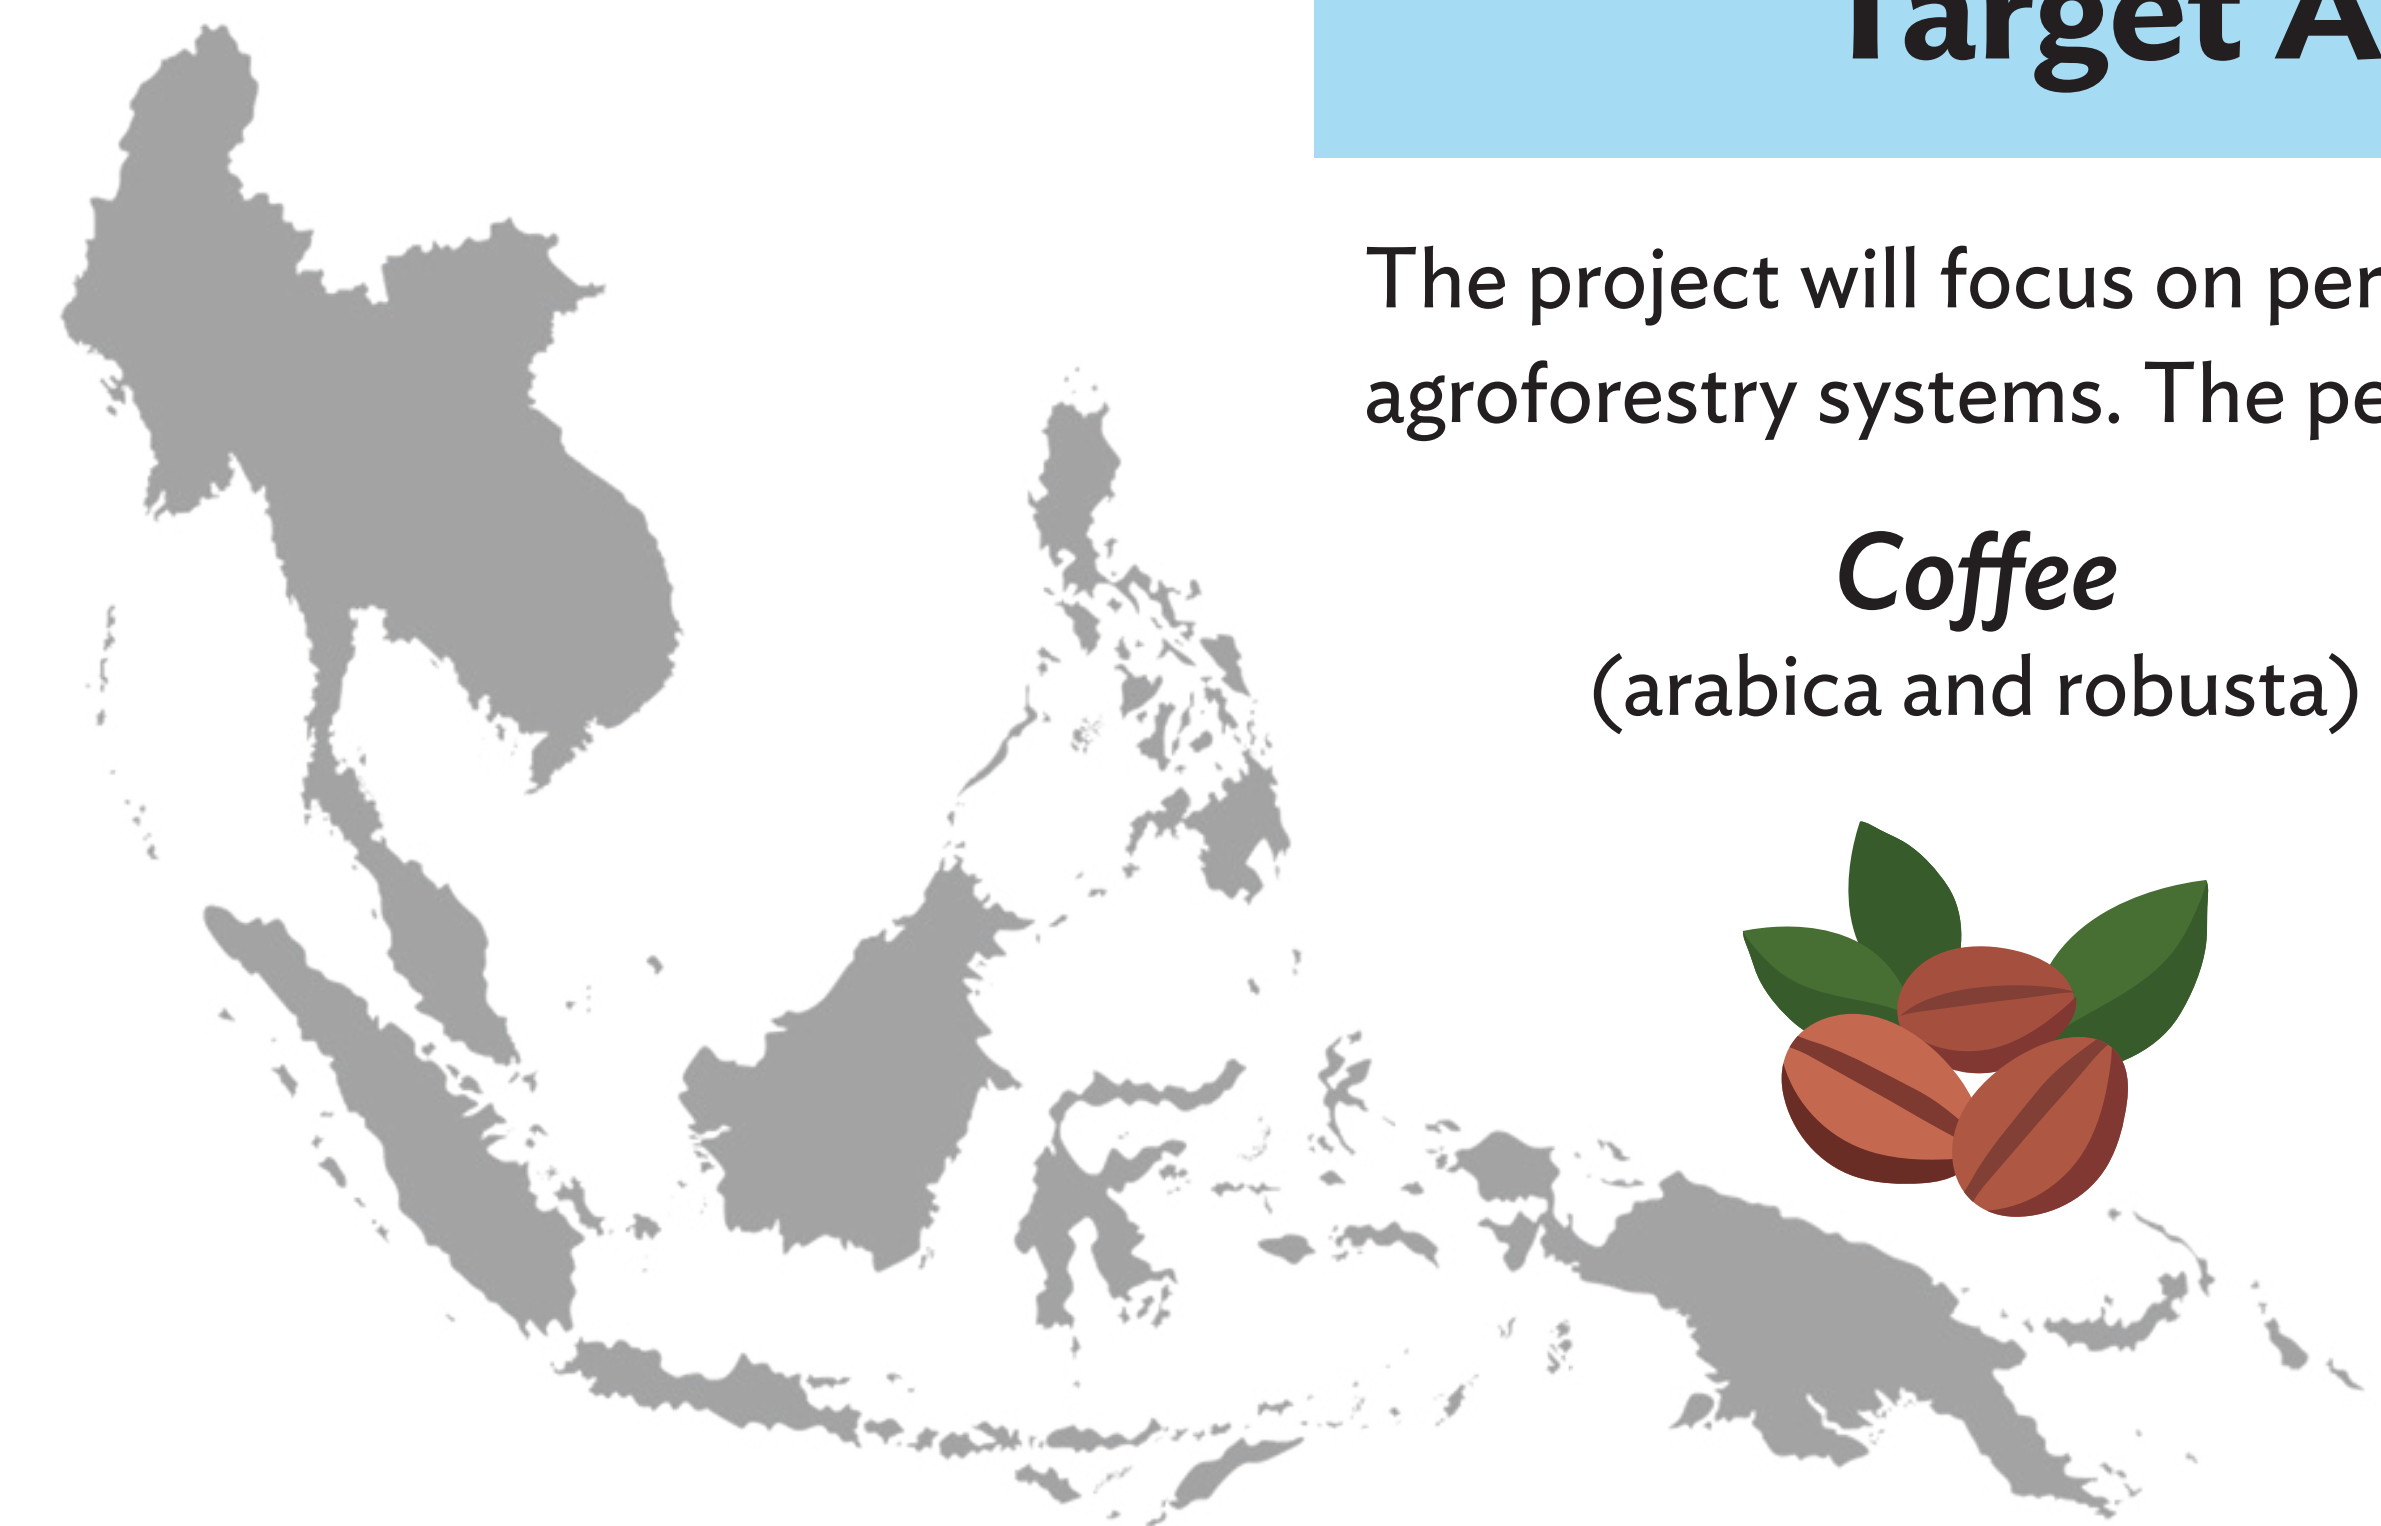 Target A
The project will focus on per
agroforestry systems. The pe
Coffee
(arabica and robusta)